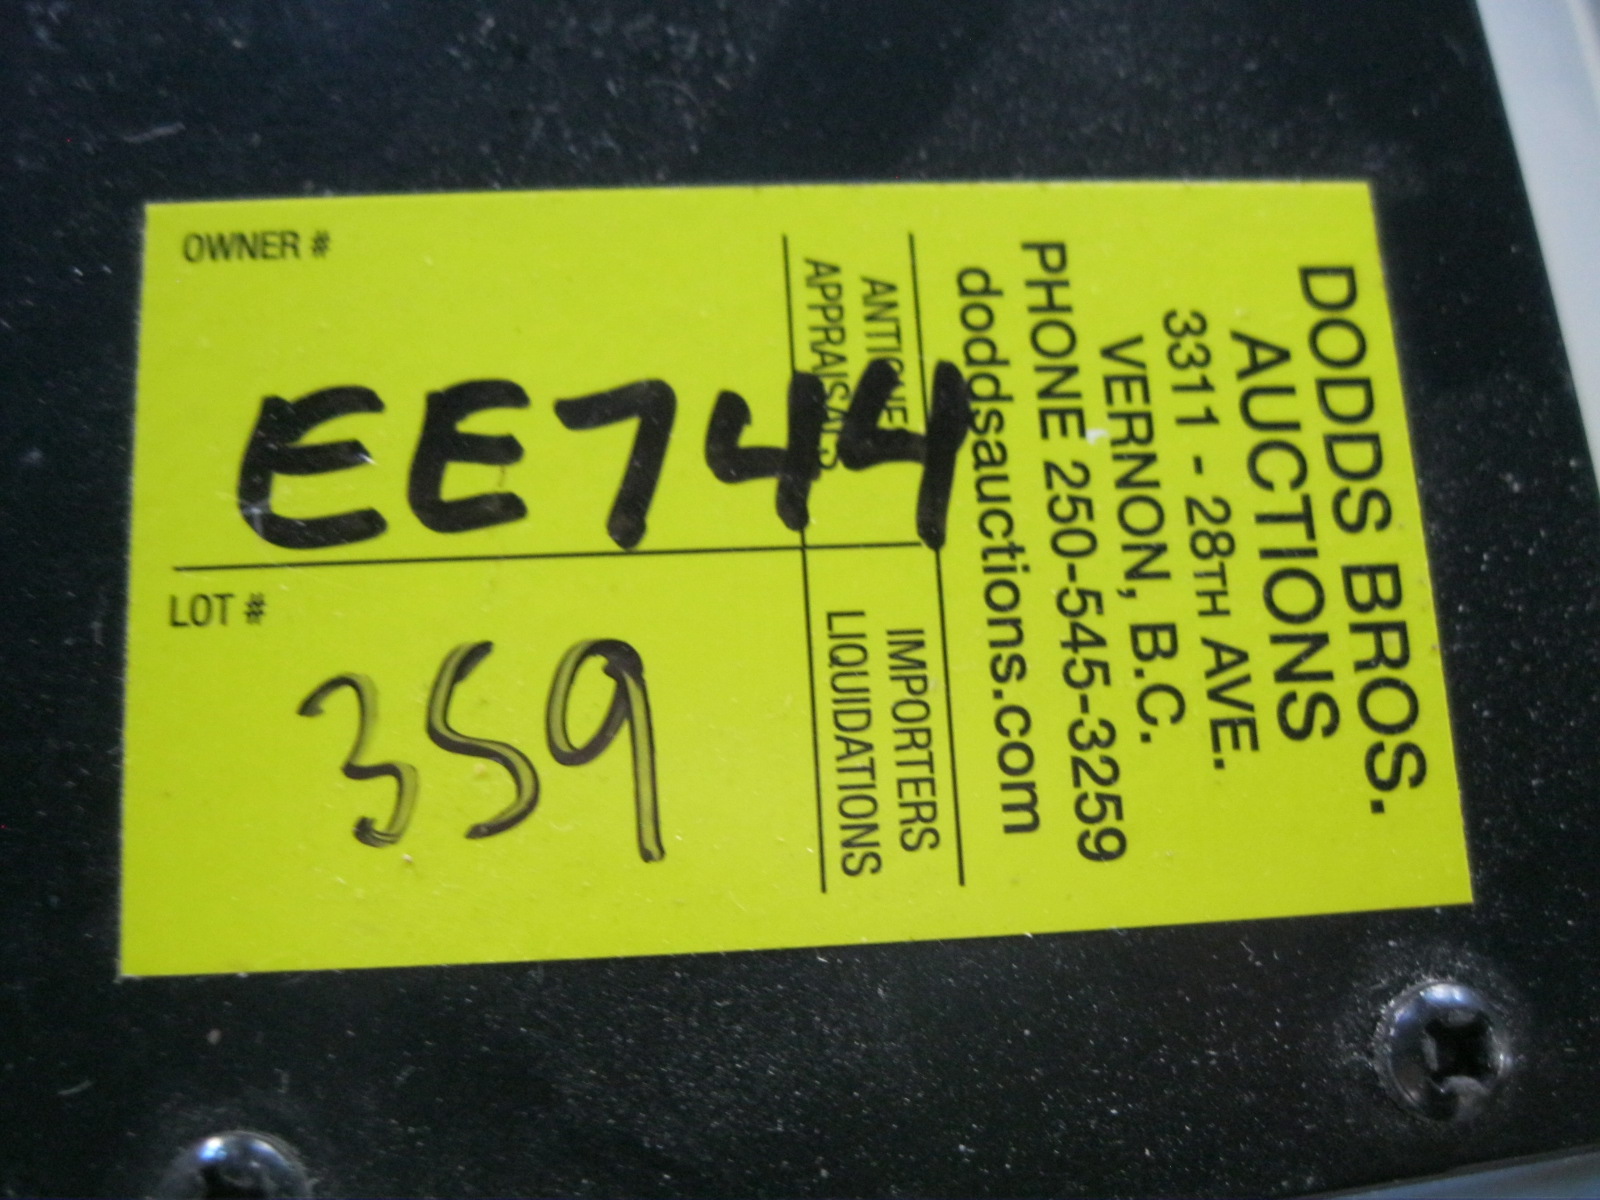 DODDS BROS.
AUCTIONS
3311 - 28TH AVE.
VERNON, B.C.
PHONE 250-545-3259
doddsauctions.com
ANTIQUE IMPORTERS
APPRAISALS LIQUIDATIONS
OWNER #
EE744
LOT #
359